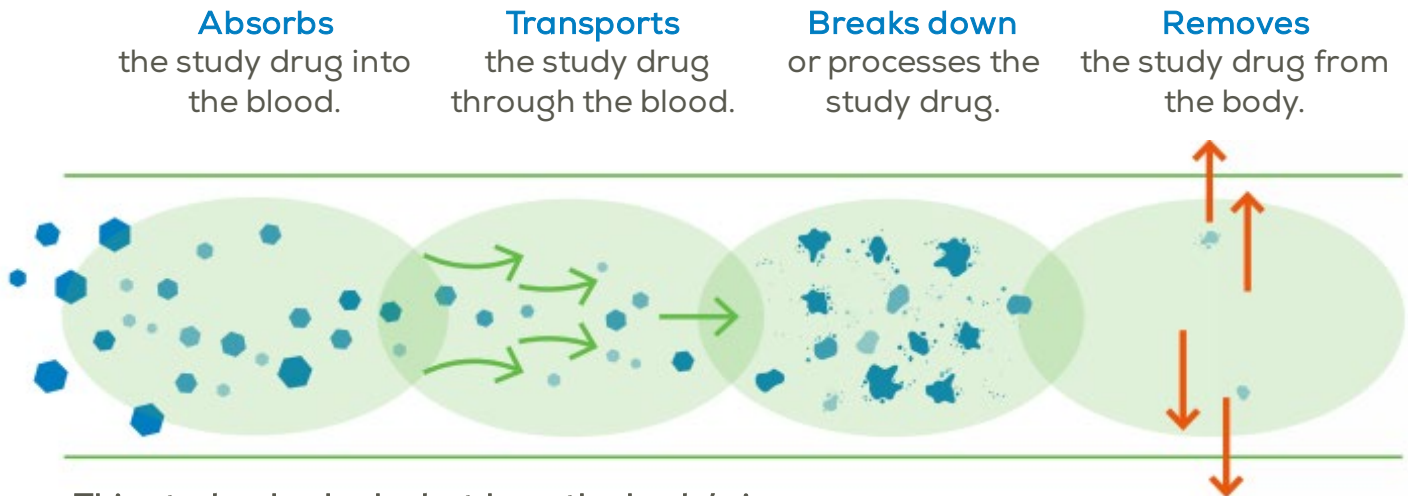 Absorbs
the study drug into
the blood.
Transports
the study drug
through the blood.
Breaks down
or processes the
study drug.
Removes
the study drug from
the body.